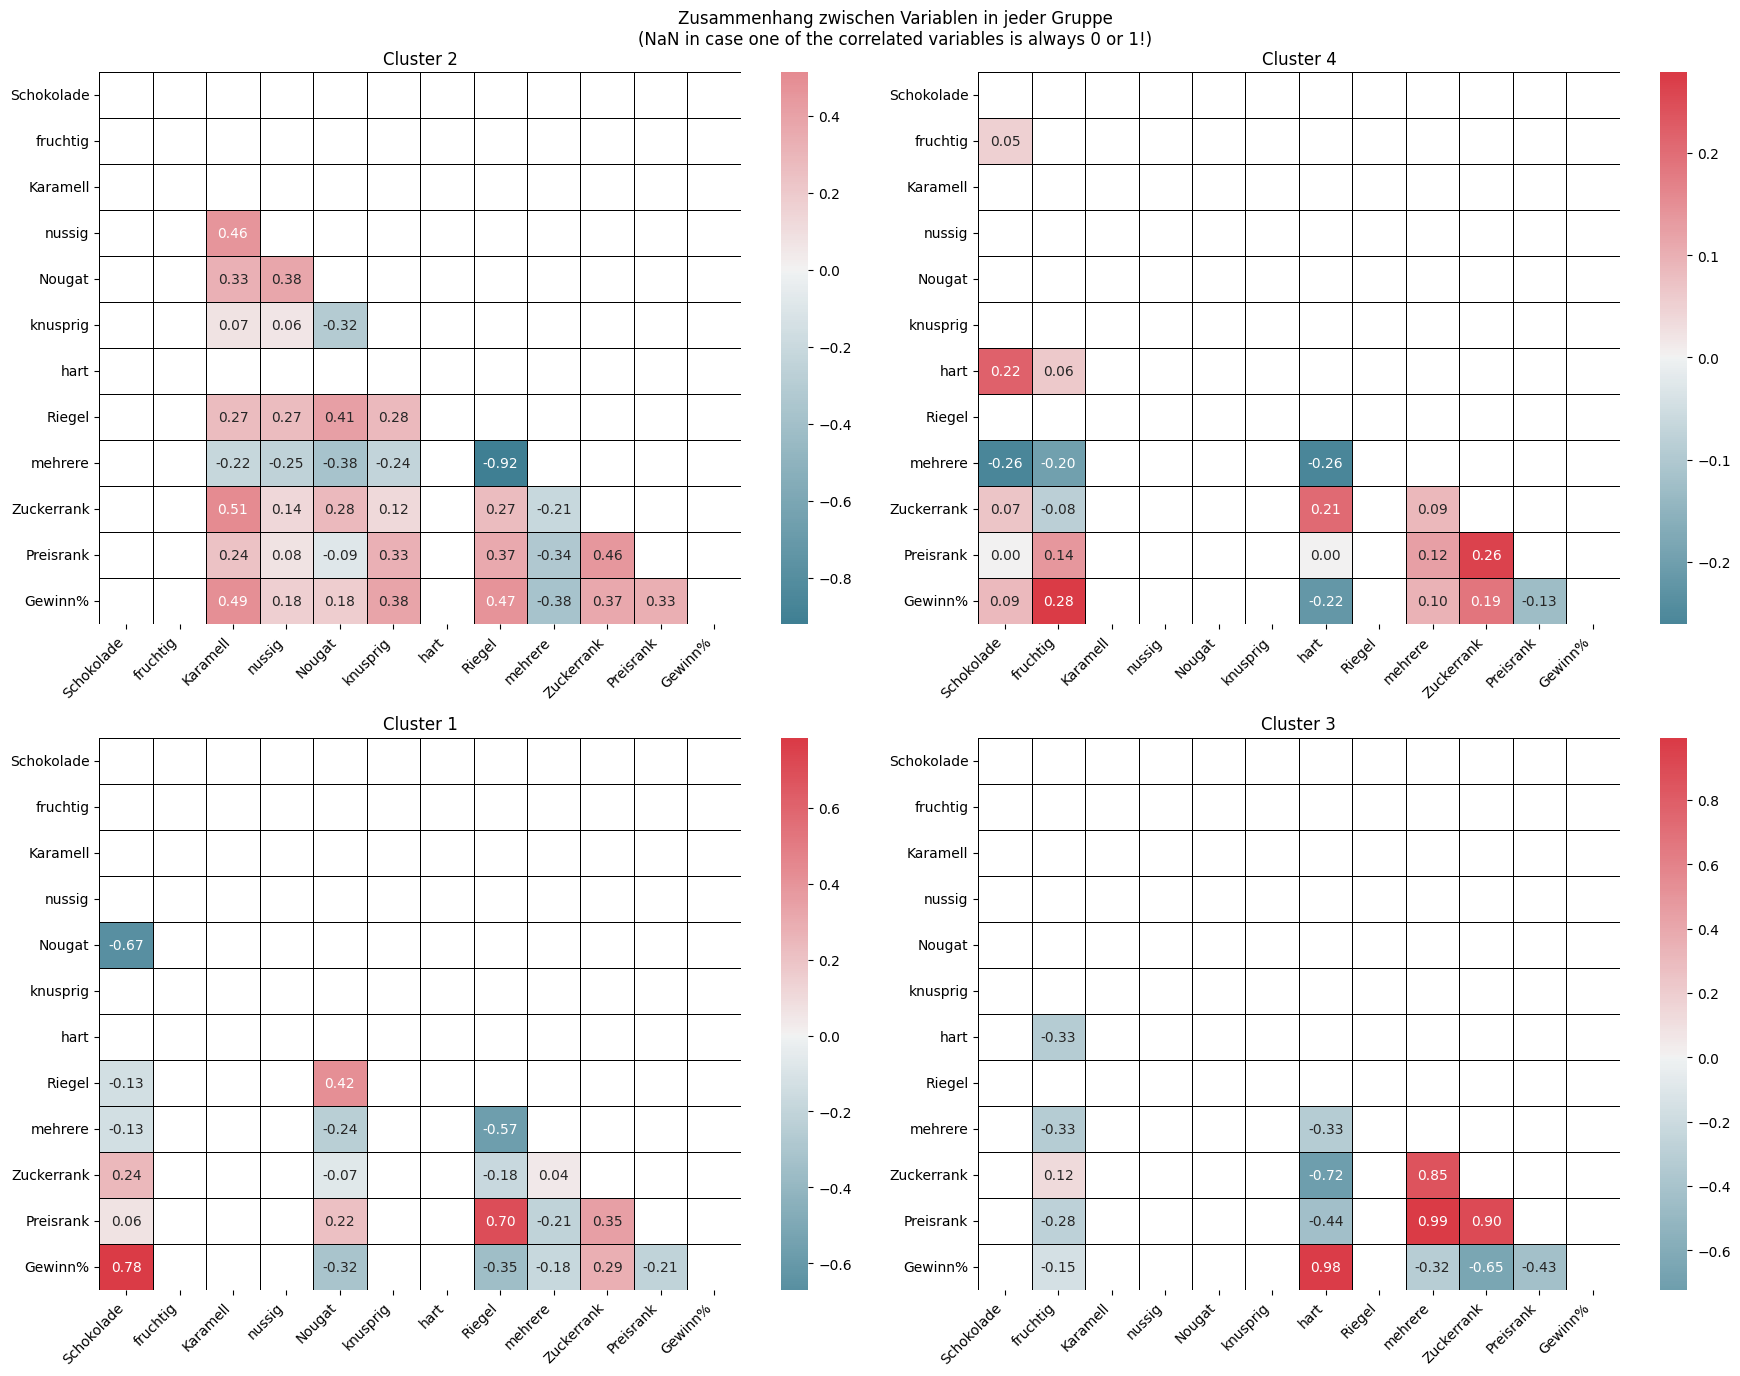 Zusammenhang zwischen Variablen in jeder Gruppe
(NaN in case one of the correlated variables is always 0 or 1!)
Cluster 2
Schokolade
fruchtig
Karamell
nussig 0.46
Nougat 0.33 0.38
knusprig 0.07 0.06 -0.32
hart
Riegel 0.27 0.27 0.41 0.28
mehrere -0.22 -0.25 -0.38 -0.24 -0.92
Zuckerrank 0.51 0.14 0.28 0.12 0.27 -0.21
Preisrank 0.24 0.08 -0.09 0.33 0.37 -0.34 0.46
Gewinn% 0.49 0.18 0.18 0.38 0.47 -0.38 0.37 0.33
Schokolade fruchtig Karamell nussig Nougat knusprig hart Riegel mehrere Zuckerrank Preisrank Gewinn%
0.4
0.2
0.0
−0.2
−0.4
−0.6
−0.8
Cluster 4
Schokolade
fruchtig 0.05
Karamell
nussig
Nougat
knusprig
hart 0.22 0.06
Riegel
mehrere -0.26 -0.20 -0.26
Zuckerrank 0.07 -0.08 0.21 0.09
Preisrank 0.00 0.14 0.00 0.12 0.26
Gewinn% 0.09 0.28 -0.22 0.10 0.19 -0.13
Schokolade fruchtig Karamell nussig Nougat knusprig hart Riegel mehrere Zuckerrank Preisrank Gewinn%
0.2
0.1
0.0
−0.1
−0.2
Cluster 1
Schokolade
fruchtig
Karamell
nussig
Nougat -0.67
knusprig
hart
Riegel -0.13 0.42
mehrere -0.13 -0.24 -0.57
Zuckerrank 0.24 -0.07 -0.18 0.04
Preisrank 0.06 0.22 0.70 -0.21 0.35
Gewinn% 0.78 -0.32 -0.35 -0.18 0.29 -0.21
Schokolade fruchtig Karamell nussig Nougat knusprig hart Riegel mehrere Zuckerrank Preisrank Gewinn%
0.6
0.4
0.2
0.0
−0.2
−0.4
−0.6
Cluster 3
Schokolade
fruchtig
Karamell
nussig
Nougat
knusprig
hart -0.33
Riegel
mehrere -0.33 -0.33
Zuckerrank 0.12 -0.72 0.85
Preisrank -0.28 -0.44 0.99 0.90
Gewinn% -0.15 0.98 -0.32 -0.65 -0.43
Schokolade fruchtig Karamell nussig Nougat knusprig hart Riegel mehrere Zuckerrank Preisrank Gewinn%
0.8
0.6
0.4
0.2
0.0
−0.2
−0.4
−0.6